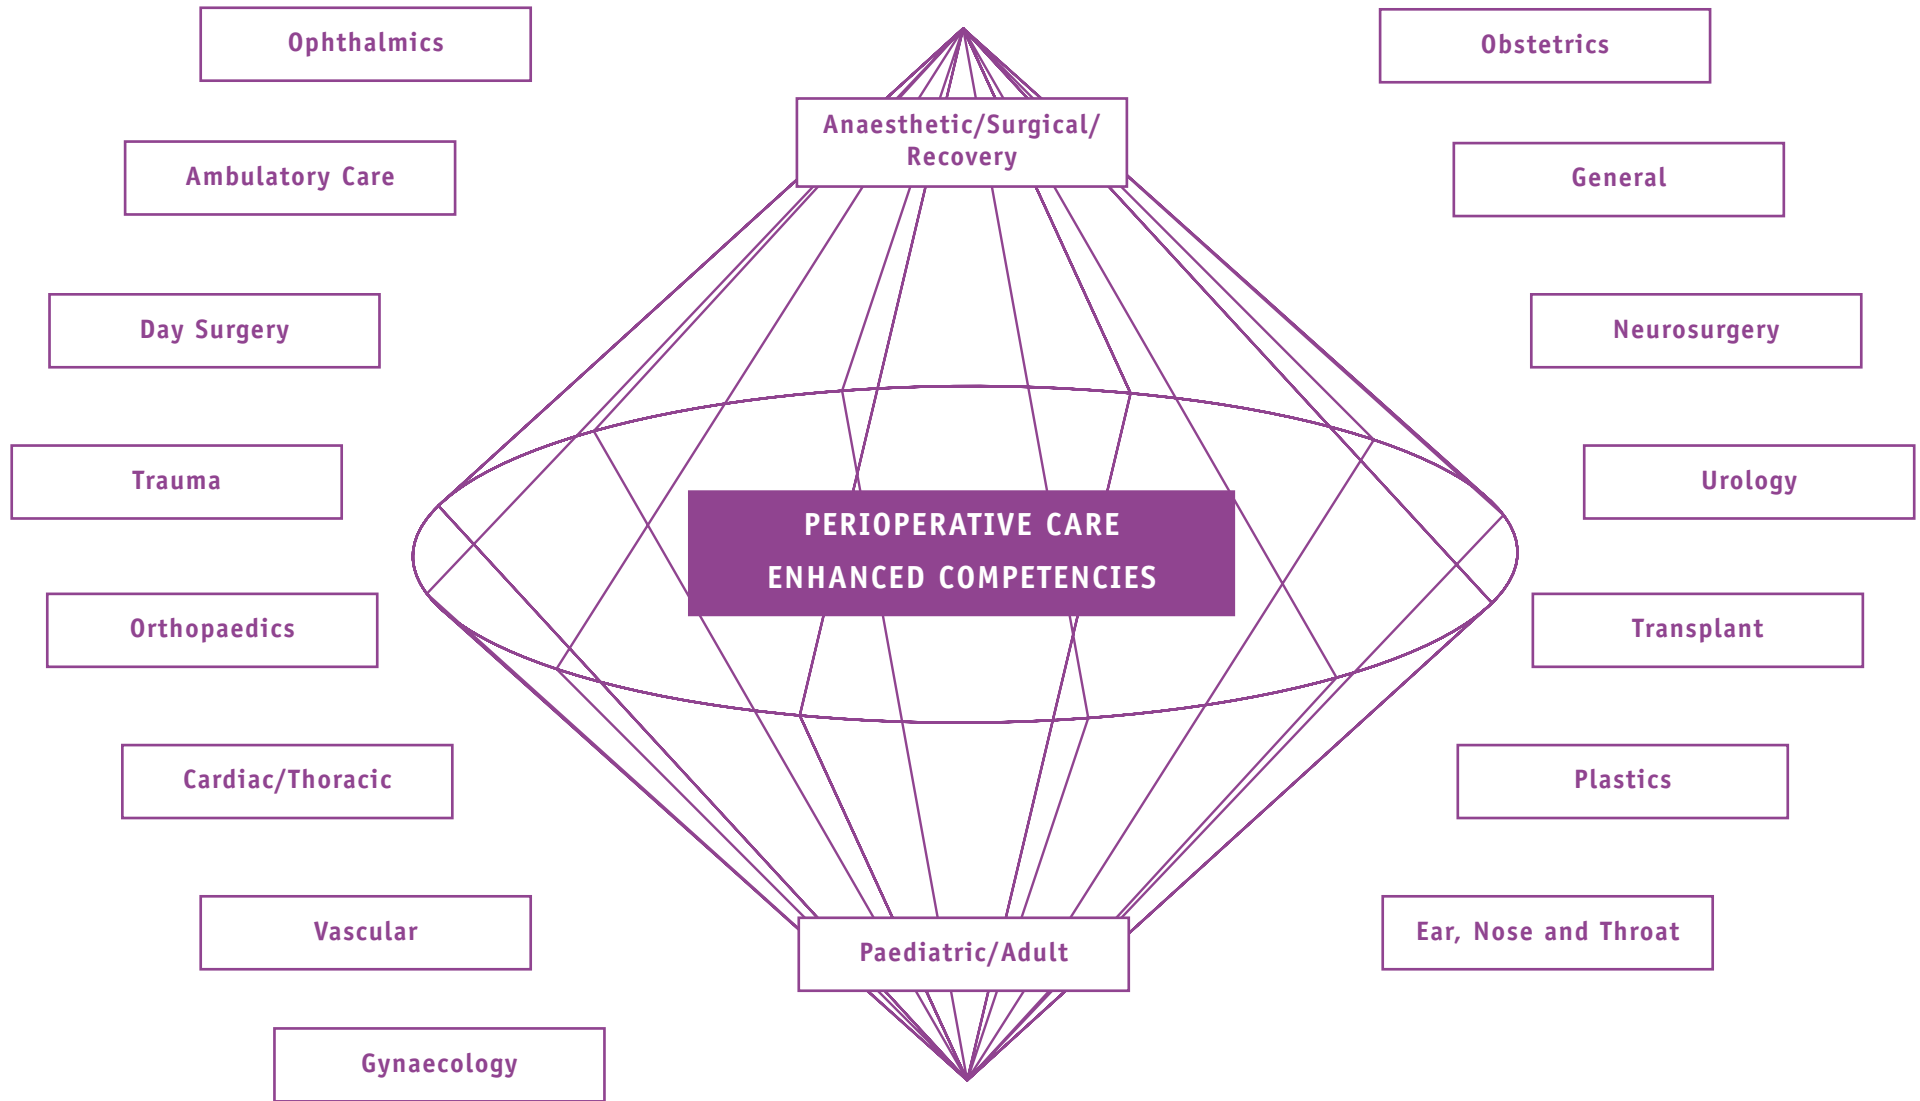 Ophthalmics
Obstetrics
Anaesthetic/Surgical/
Recovery
Ambulatory Care
General
Day Surgery
Neurosurgery
Trauma
Urology
PERIOPERATIVE CARE
ENHANCED COMPETENCIES
Orthopaedics
Transplant
Cardiac/Thoracic
Plastics
Vascular
Paediatric/Adult
Ear, Nose and Throat
Gynaecology